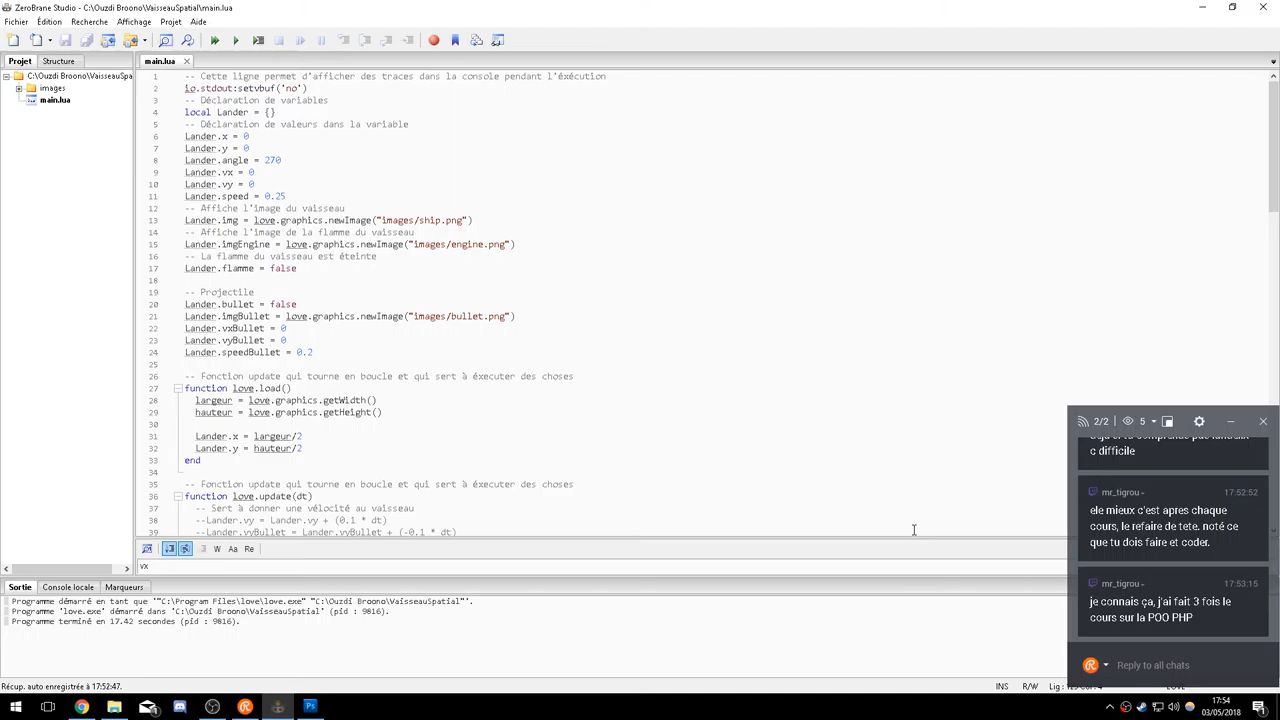 ZeroBrane Studio - C:\Ouzdi Broono\VaisseauSpatial\main.lua
Fichier Édition Recherche Affichage Projet Aide
Projet Structure
main.lua
C:\Ouzdi Broono\VaisseauSpa
images
main.lua
1 -- Cette ligne permet d'afficher des traces dans la console pendant l'éxécution
2 io.stdout:setvbuf('no')
3 -- Déclaration de variables
4 local Lander = {}
5 -- Déclaration de valeurs dans la variable
6 Lander.x = 0
7 Lander.y = 0
8 Lander.angle = 270
9 Lander.vx = 0
10 Lander.vy = 0
11 Lander.speed = 0.25
12 -- Affiche l'image du vaisseau
13 Lander.img = love.graphics.newImage("images/ship.png")
14 -- Affiche l'image de la flamme du vaisseau
15 Lander.imgEngine = love.graphics.newImage("images/engine.png")
16 -- La flamme du vaisseau est éteinte
17 Lander.flamme = false
18
19 -- Projectile
20 Lander.bullet = false
21 Lander.imgBullet = love.graphics.newImage("images/bullet.png")
22 Lander.vxBullet = 0
23 Lander.vyBullet = 0
24 Lander.speedBullet = 0.2
25
26 -- Fonction update qui tourne en boucle et qui sert à éxecuter des choses
27 function love.load()
28 largeur = love.graphics.getWidth()
29 hauteur = love.graphics.getHeight()
30
31 Lander.x = largeur/2
32 Lander.y = hauteur/2
33 end
34
35 -- Fonction update qui tourne en boucle et qui sert à éxecuter des choses
36 function love.update(dt)
37 -- Sert à donner une vélocité au vaisseau
38 --Lander.vy = Lander.vy + (0.1 * dt)
39 --Lander.vyBullet = Lander.vyBullet + (-0.1 * dt)
W Aa Re
vx
Sortie Console locale Marqueurs
Programme démarré en tant que '"C:\Program Files\love\love.exe" "C:\Ouzdi Broono\VaisseauSpatial"'.
Programme 'love.exe' démarré dans 'C:\Ouzdi Broono\VaisseauSpatial' (pid : 9816).
Programme terminé en 17.42 secondes (pid : 9816).
2/2 5
c difficile
mr_tigrou 17:52:52
ele mieux c'est apres chaque
cours, le refaire de tete. noté ce
que tu dois faire et coder.
mr_tigrou 17:53:15
je connais ça, j'ai fait 3 fois le
cours sur la POO PHP
Reply to all chats
Récup. auto enregistrée à 17:52:47.
INS R/W
17:54
03/05/2018